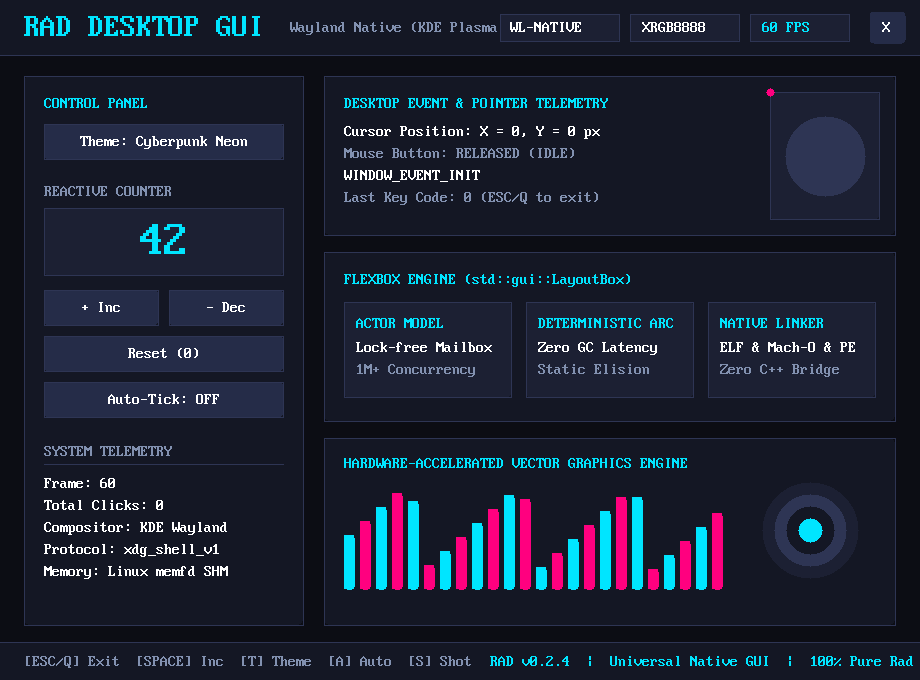 RAD DESKTOP GUI
Wayland Native (KDE Plasma
WL-NATIVE
XRGB8888
60 FPS
X
CONTROL PANEL
Theme: Cyberpunk Neon
REACTIVE COUNTER
42
+ Inc
- Dec
Reset (0)
Auto-Tick: OFF
SYSTEM TELEMETRY
Frame: 60
Total Clicks: 0
Compositor: KDE Wayland
Protocol: xdg_shell_v1
Memory: Linux memfd SHM
DESKTOP EVENT & POINTER TELEMETRY
Cursor Position: X = 0, Y = 0 px
Mouse Button: RELEASED (IDLE)
WINDOW_EVENT_INIT
Last Key Code: 0 (ESC/Q to exit)
FLEXBOX ENGINE (std::gui::LayoutBox)
ACTOR MODEL
Lock-free Mailbox
1M+ Concurrency
DETERMINISTIC ARC
Zero GC Latency
Static Elision
NATIVE LINKER
ELF & Mach-O & PE
Zero C++ Bridge
HARDWARE-ACCELERATED VECTOR GRAPHICS ENGINE
[ESC/Q] Exit [SPACE] Inc [T] Theme [A] Auto [S] Shot RAD v0.2.4 | Universal Native GUI | 100% Pure Rad